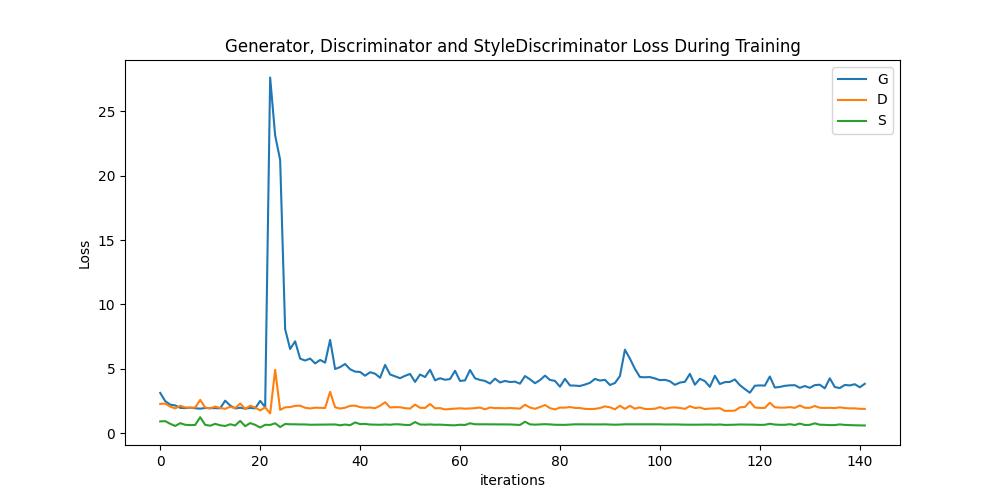 Generator, Discriminator and StyleDiscriminator Loss During Training
G
D
S
Loss
25
20
15
10
5
0
0 20 40 60 80 100 120 140
iterations